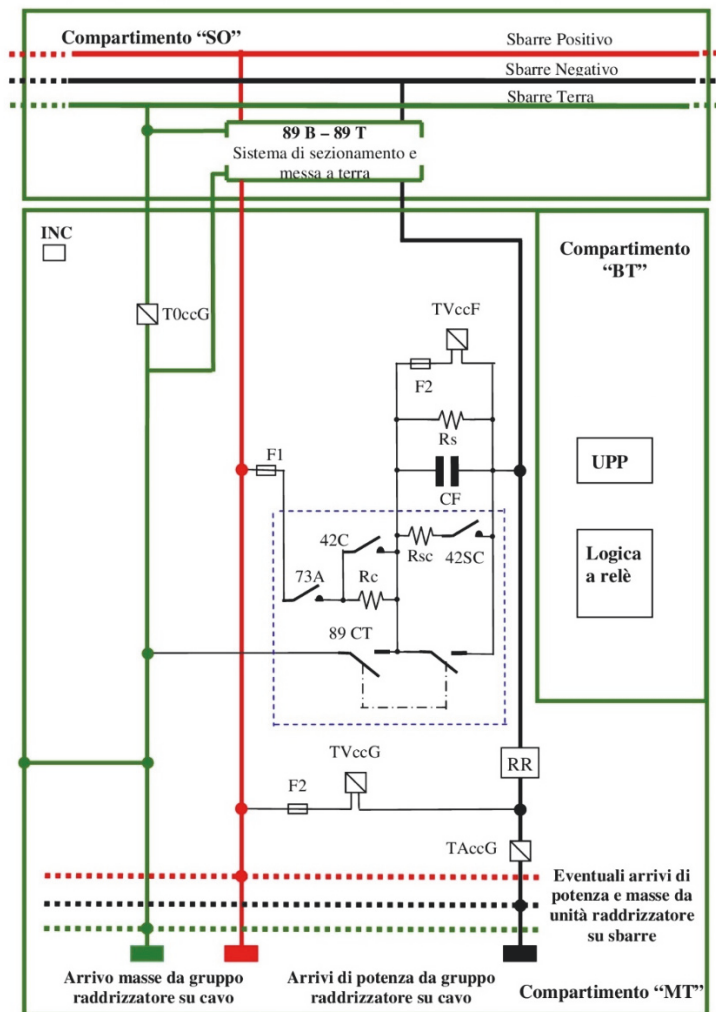 Compartimento “SO”
Sbarre Positivo
Sbarre Negativo
Sbarre Terra
89 B – 89 T
Sistema di sezionamento e
messa a terra
INC
Compartimento
“BT”
T0ccG
TVccF
F2
Rs
F1
CF
UPP
42C
Rsc
42SC
73A
Rc
Logica
a relè
89 CT
TVccG
RR
F2
TAccG
Eventuali arrivi di
potenza e masse da
unità raddrizzatore
su sbarre
Arrivo masse da gruppo
raddrizzatore su cavo
Arrivi di potenza da gruppo
raddrizzatore su cavo
Compartimento “MT”